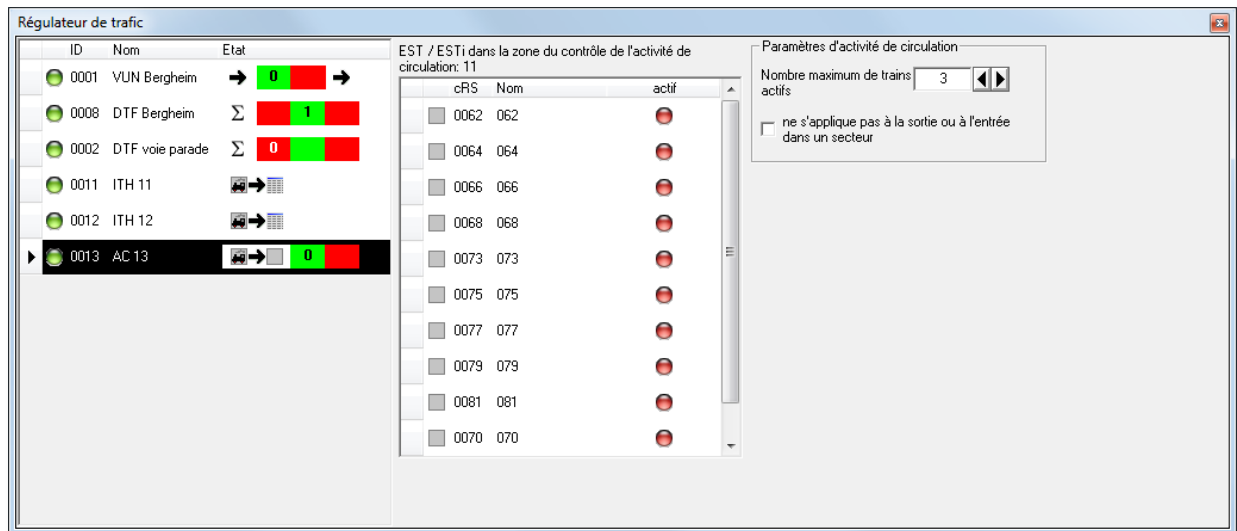 Régulateur de trafic
ID Nom Etat
0001 VUN Bergheim 0
0008 DTF Bergheim Σ 1
0002 DTF voie parade Σ 0
0011 ITH 11
0012 ITH 12
0013 AC 13 0
EST / ESTi dans la zone du contrôle de l'activité de
circulation: 11
cRS Nom actif
0062 062
0064 064
0066 066
0068 068
0073 073
0075 075
0077 077
0079 079
0081 081
0070 070
Paramètres d'activité de circulation
Nombre maximum de trains 3
actifs
ne s'applique pas à la sortie ou à l'entrée
dans un secteur